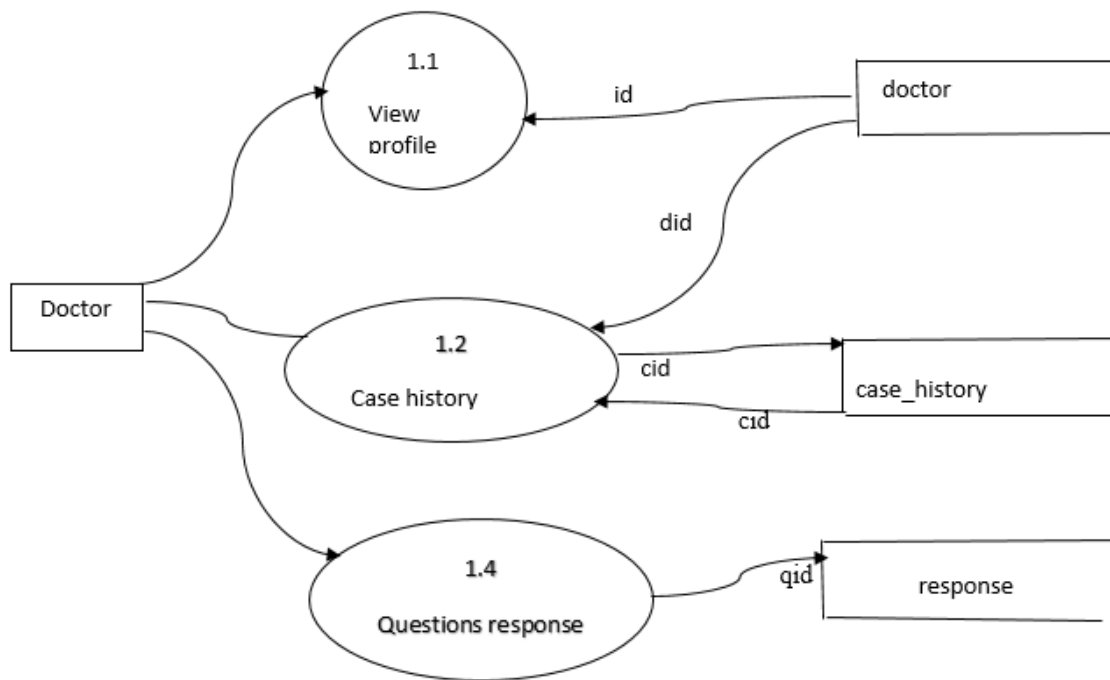 1.1
View
profile
id
doctor
did
Doctor
1.2
Case history
cid
case_history
cid
1.4
Questions response
qid
response